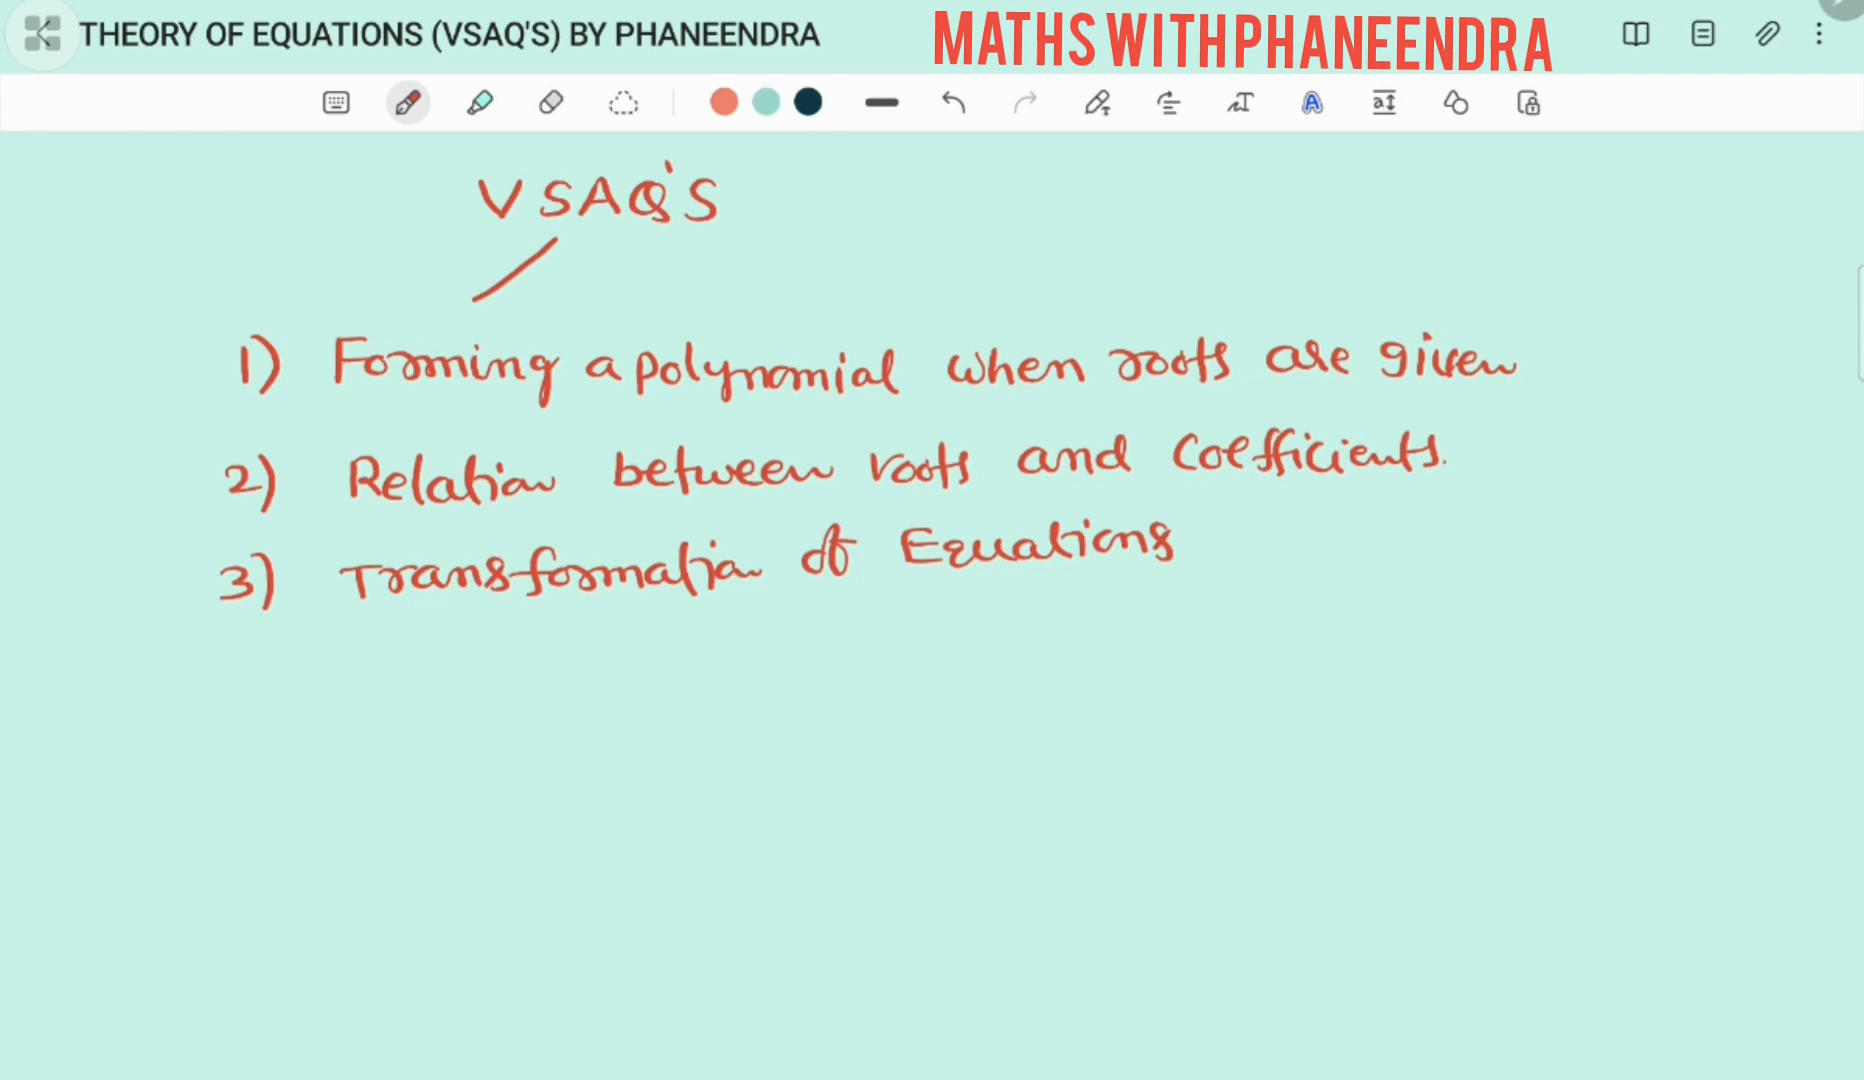 THEORY OF EQUATIONS (VSAQ'S) BY PHANEENDRA
MATHS WITH PHANEENDRA
VSAQ'S
1) Forming a polynomial when roots are given
2) Relation between roots and coefficients.
3) Transformation of Equations